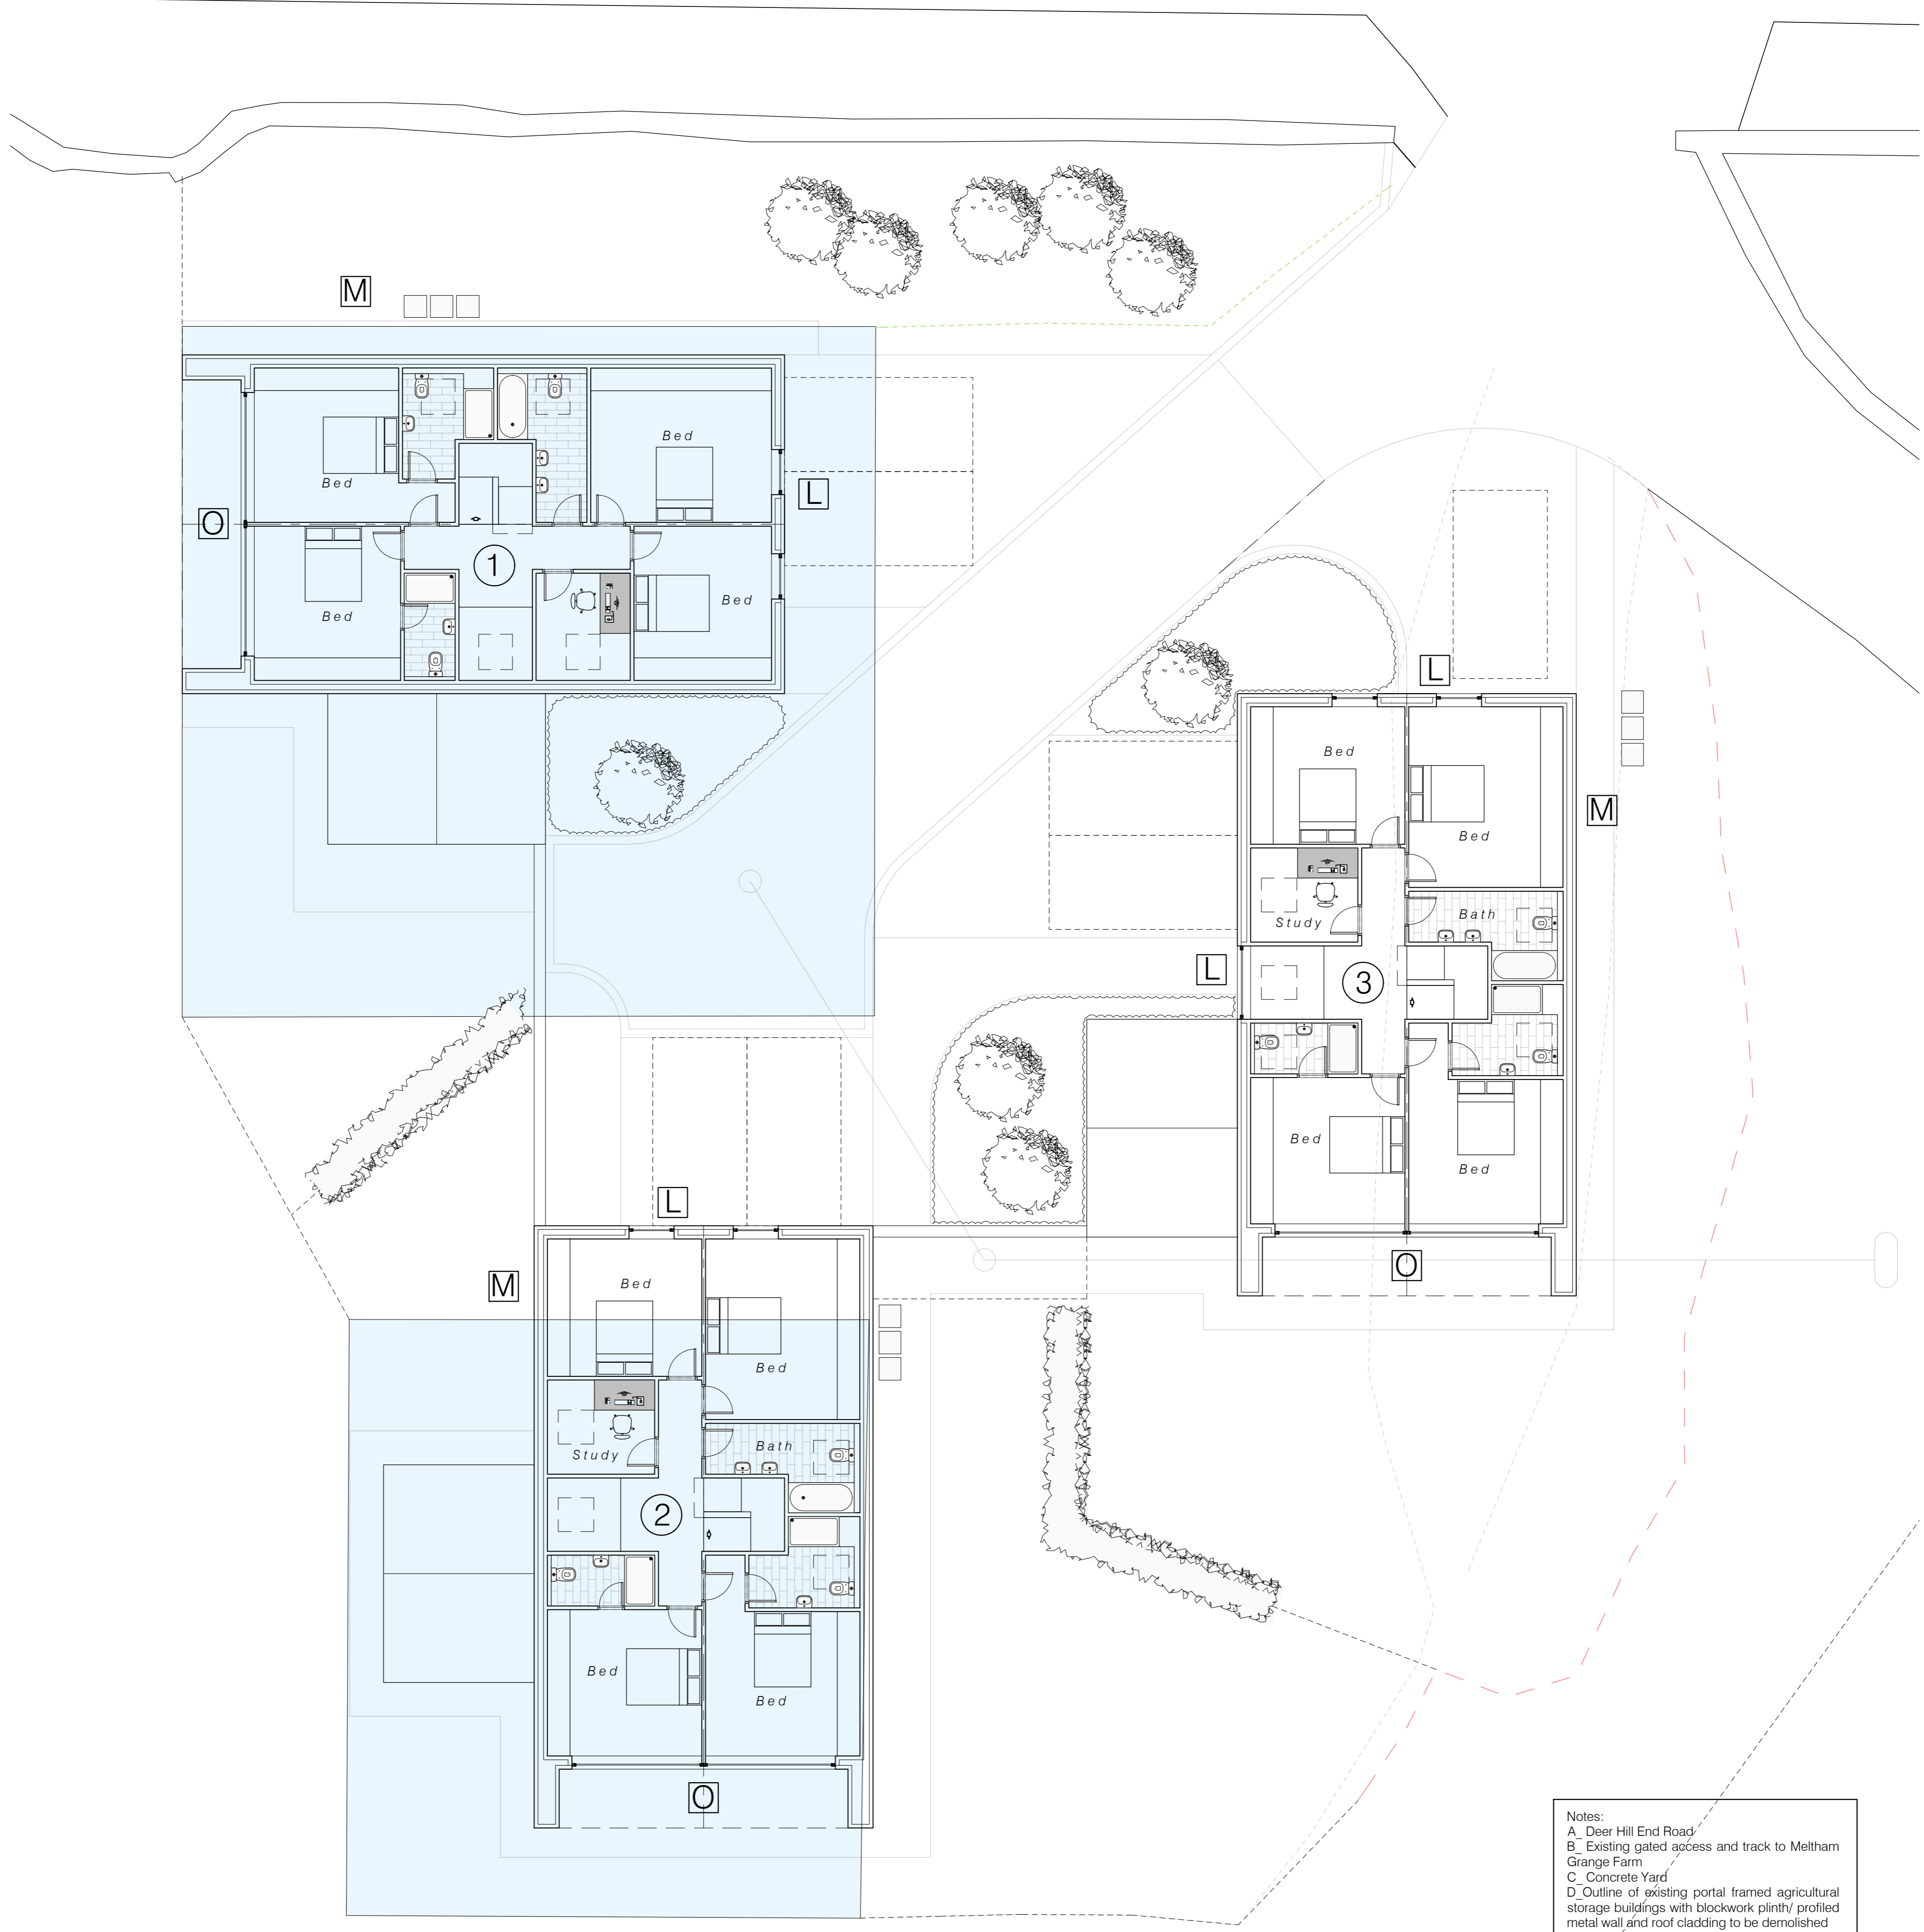 M
Bed
Bed
L
O
1
Bed
Bed
L
Bed
M
Bed
Study
Bath
L
3
Bed
Bed
L
O
M
Bed
Bed
Study
Bath
2
Bed
Bed
O
Notes:
A_ Deer Hill End Road
B_ Existing gated access and track to Meltham
Grange Farm
C_ Concrete Yard
D_Outline of existing portal framed agricultural
storage buildings with blockwork plinth/ profiled
metal wall and roof cladding to be demolished